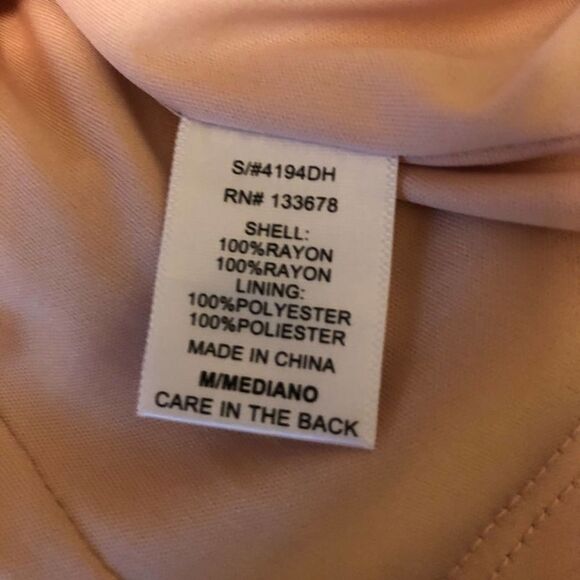 S/#4194DH
RN# 133678
SHELL:
100%RAYON
100%RAYON
LINING:
100%POLYESTER
100%POLIESTER
MADE IN CHINA
M/MEDIANO
CARE IN THE BACK